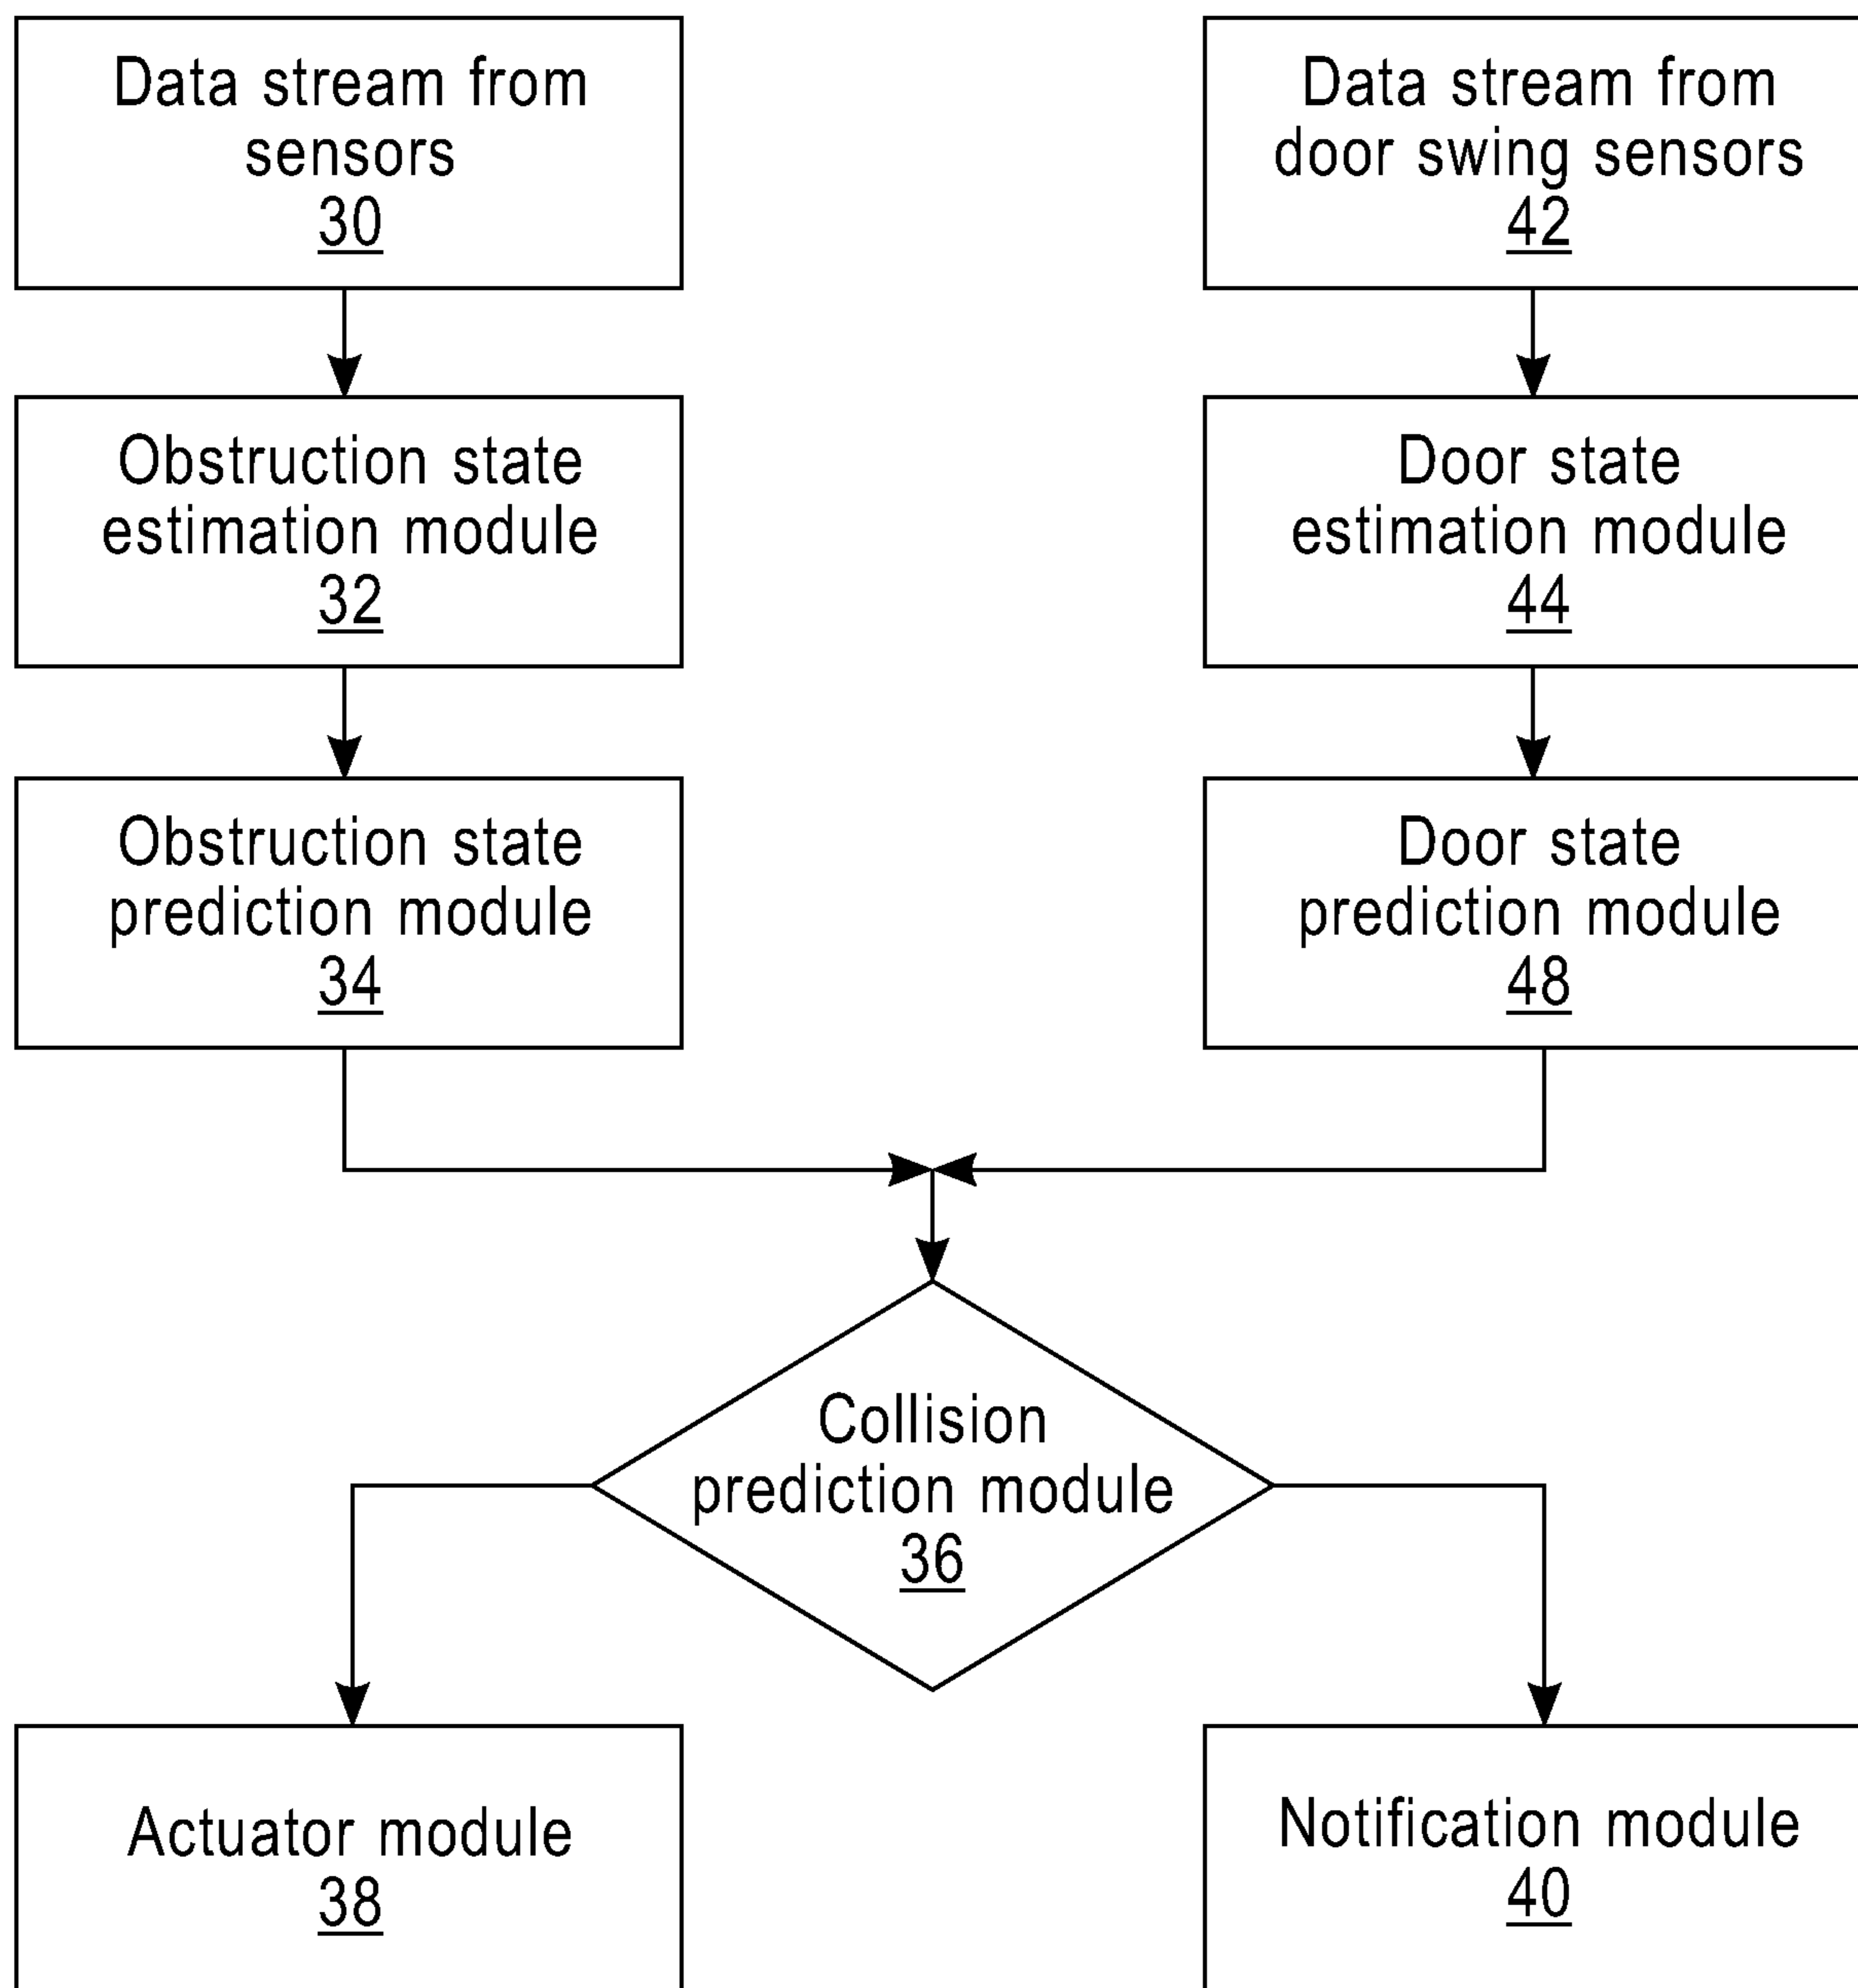 Data stream from
sensors
30
Data stream from
door swing sensors
42
Obstruction state
estimation module
32
Door state
estimation module
44
Obstruction state
prediction module
34
Door state
prediction module
48
Collision
prediction module
36
Actuator module
38
Notification module
40